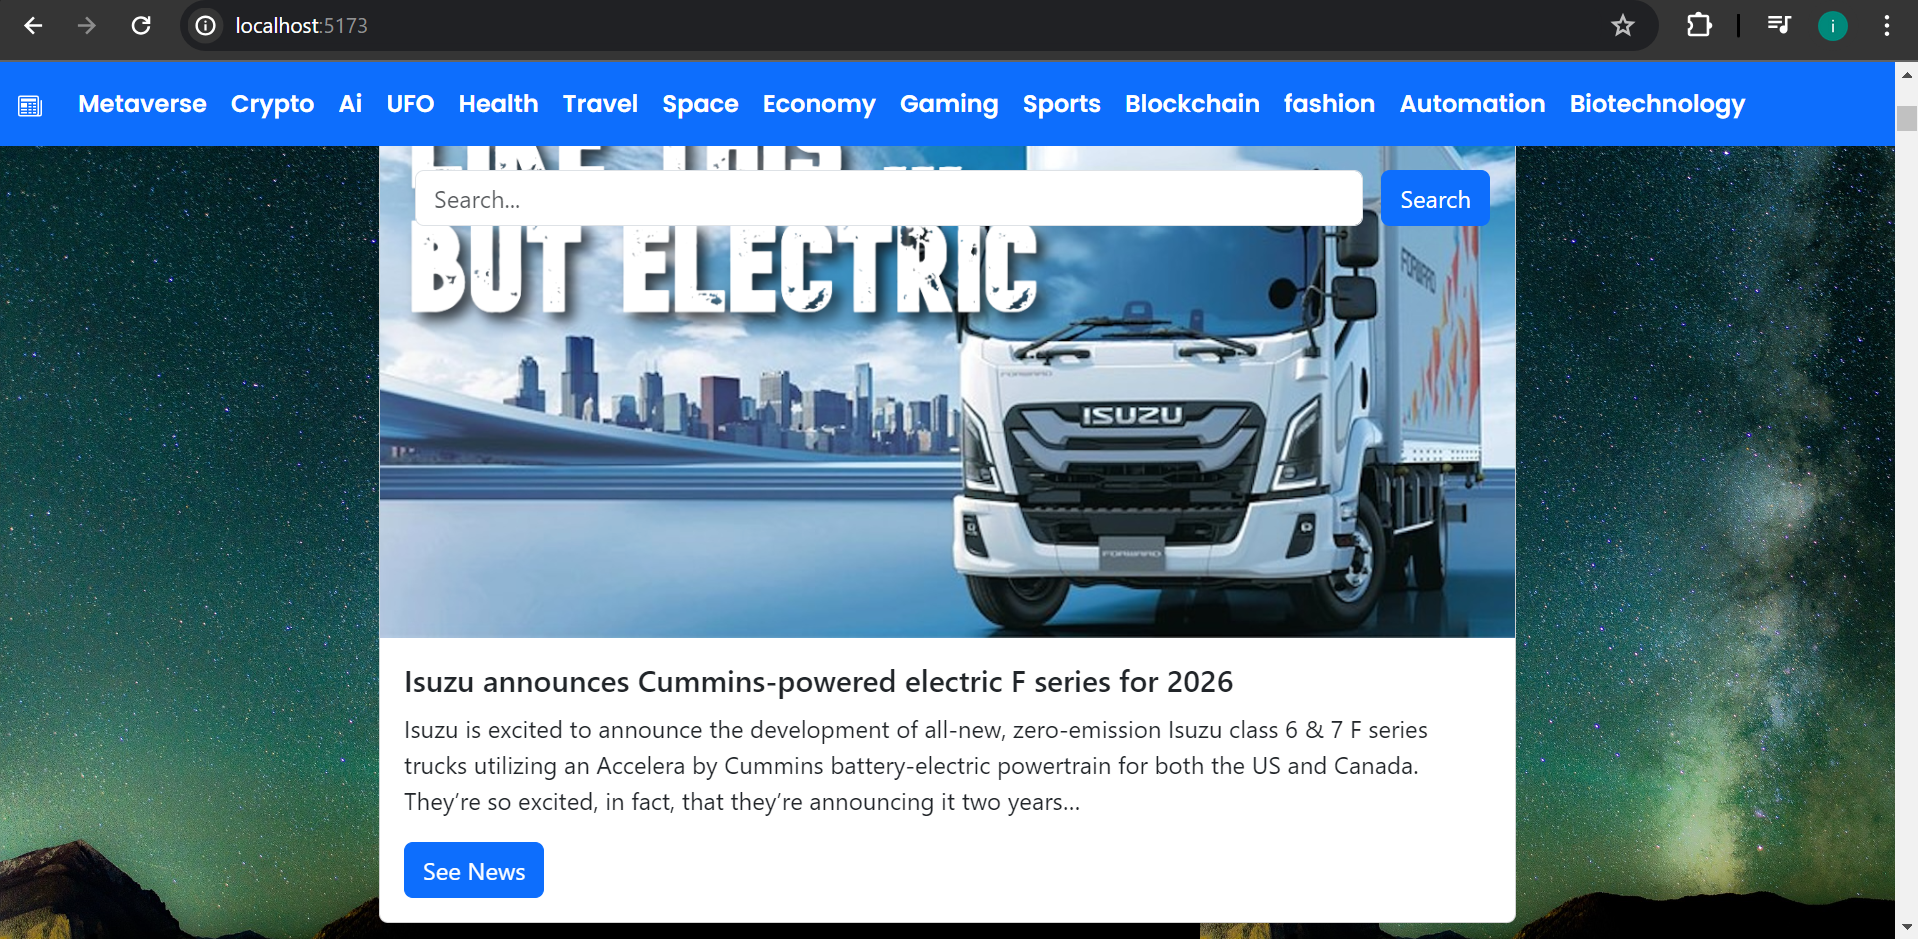 localhost:5173
i
Metaverse Crypto Ai UFO Health Travel Space Economy Gaming Sports Blockchain fashion Automation Biotechnology
LIKE THIS ...
Search...
Search
BUT ELECTRIC
FORWARD
FORWARD
ISUZU
FORWARD
Isuzu announces Cummins-powered electric F series for 2026
Isuzu is excited to announce the development of all-new, zero-emission Isuzu class 6 & 7 F series
trucks utilizing an Accelera by Cummins battery-electric powertrain for both the US and Canada.
They’re so excited, in fact, that they’re announcing it two years...
See News